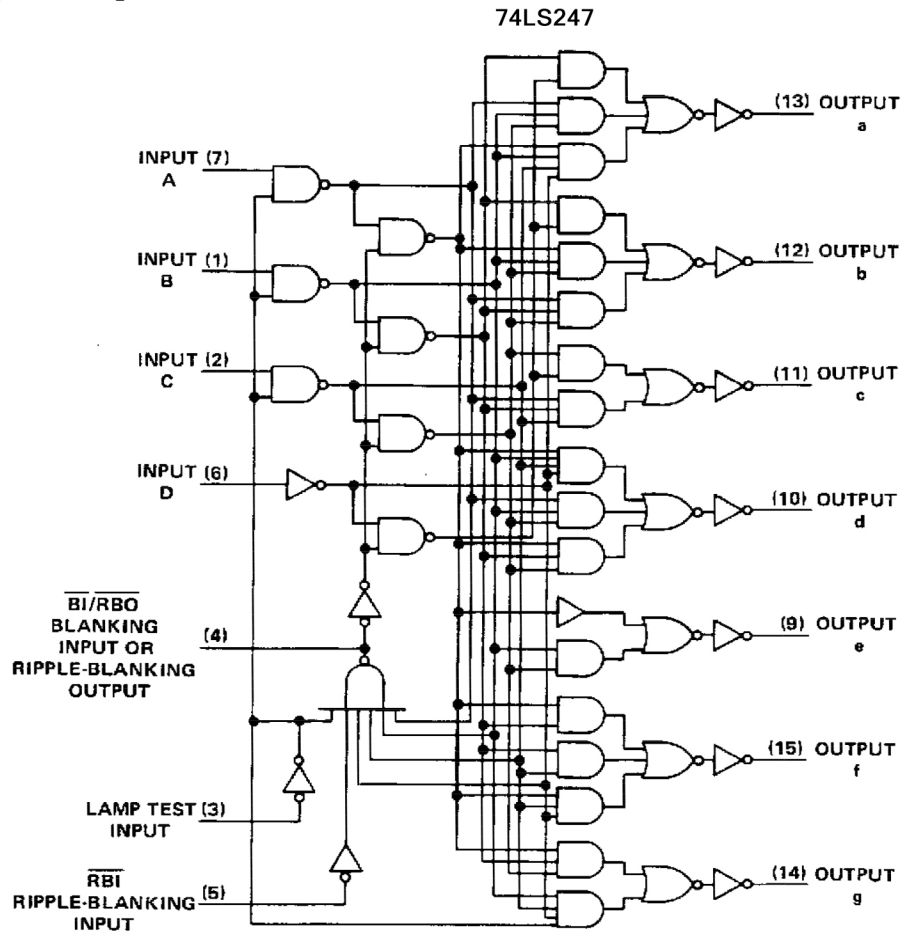 74LS247
(13) OUTPUT
a
INPUT (7)
A
INPUT (1)
B
(12) OUTPUT
b
INPUT (2)
C
(11) OUTPUT
c
INPUT (6)
D
(10) OUTPUT
d
BI/RBO
BLANKING (4)
INPUT OR
RIPPLE-BLANKING
OUTPUT
(9) OUTPUT
e
(15) OUTPUT
f
LAMP TEST (3)
INPUT
RBI
RIPPLE-BLANKING (5)
INPUT
(14) OUTPUT
g